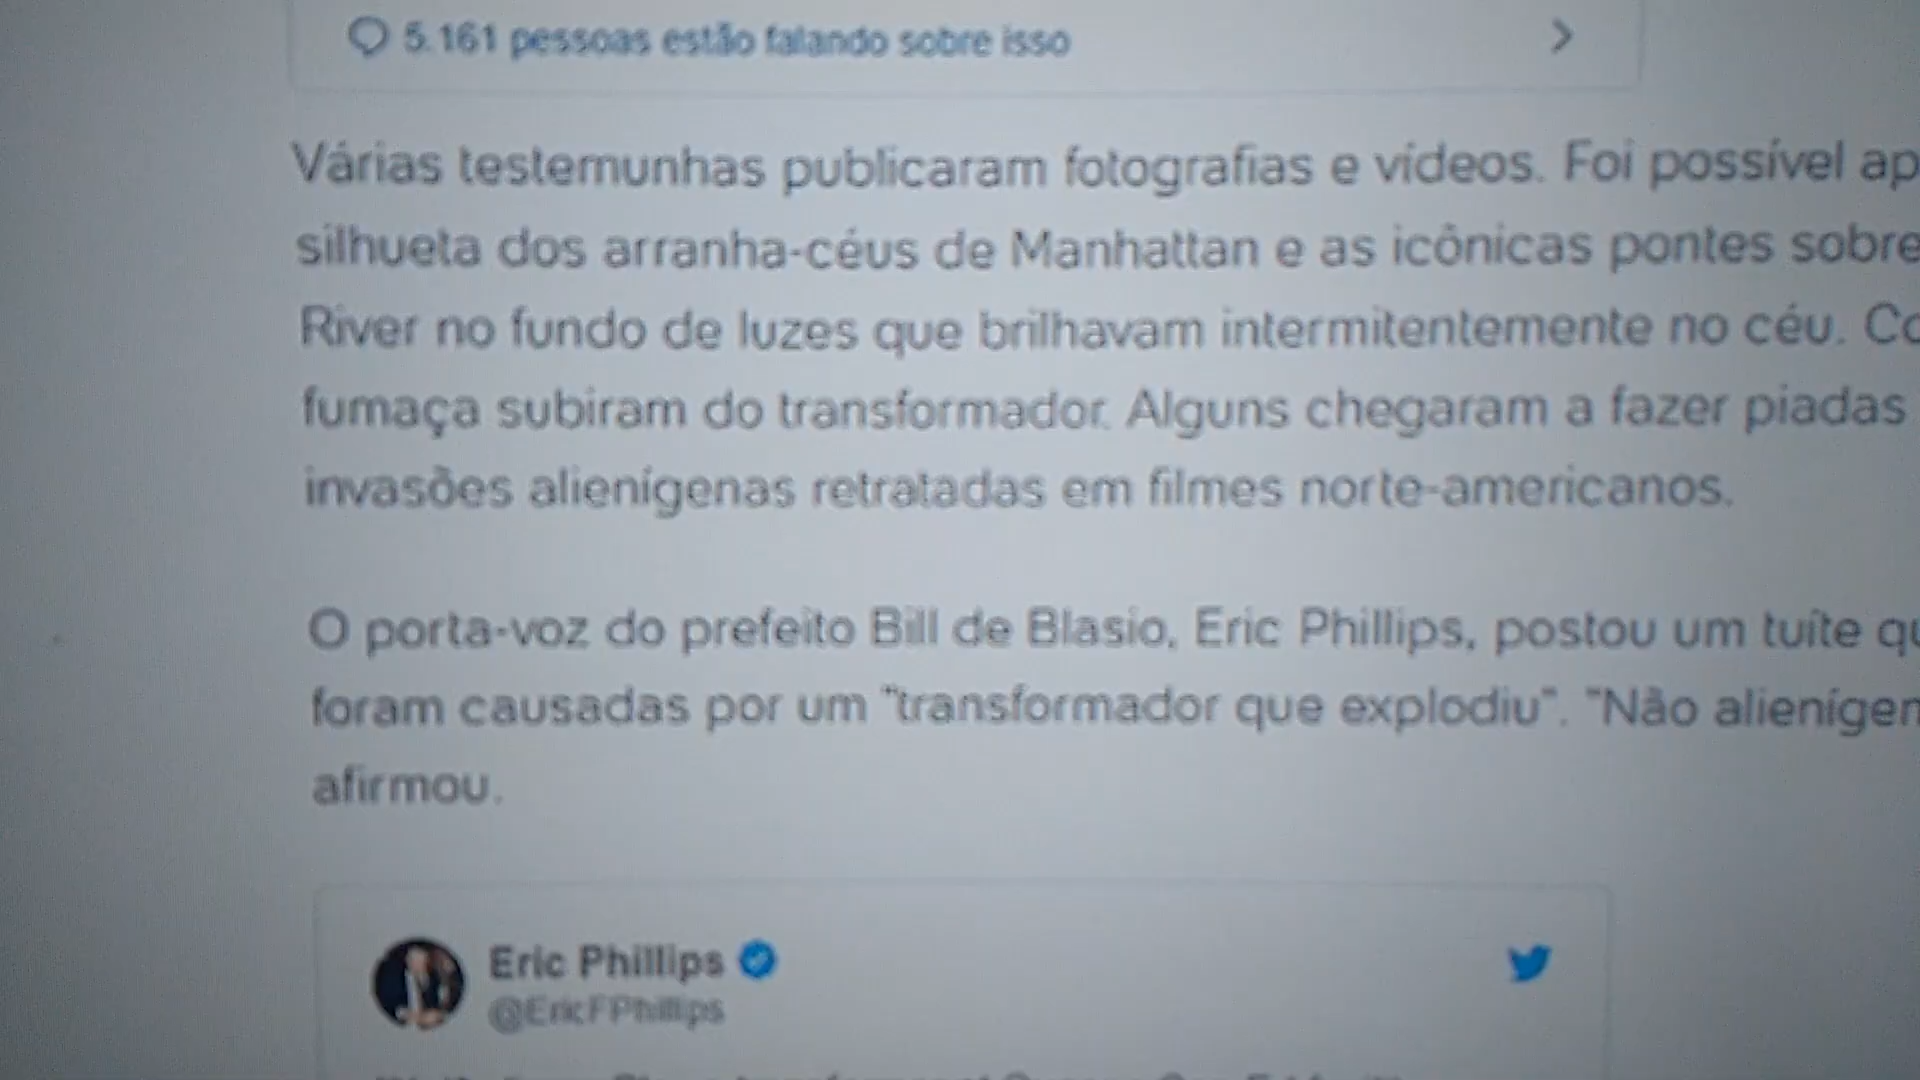 5.161 pessoas estão falando sobre isso
Várias testemunhas publicaram fotografias e vídeos. Foi possível ap
silhueta dos arranha-céus de Manhattan e as icônicas pontes sobre
River no fundo de luzes que brilhavam intermitentemente no céu. Co
fumaça subiram do transformador. Alguns chegaram a fazer piadas
invasões alienígenas retratadas em filmes norte-americanos.
O porta-voz do prefeito Bill de Blasio, Eric Phillips, postou um tuíte qu
foram causadas por um "transformador que explodiu". "Não alienígen
afirmou.
Eric Phillips
@EricFPhillips